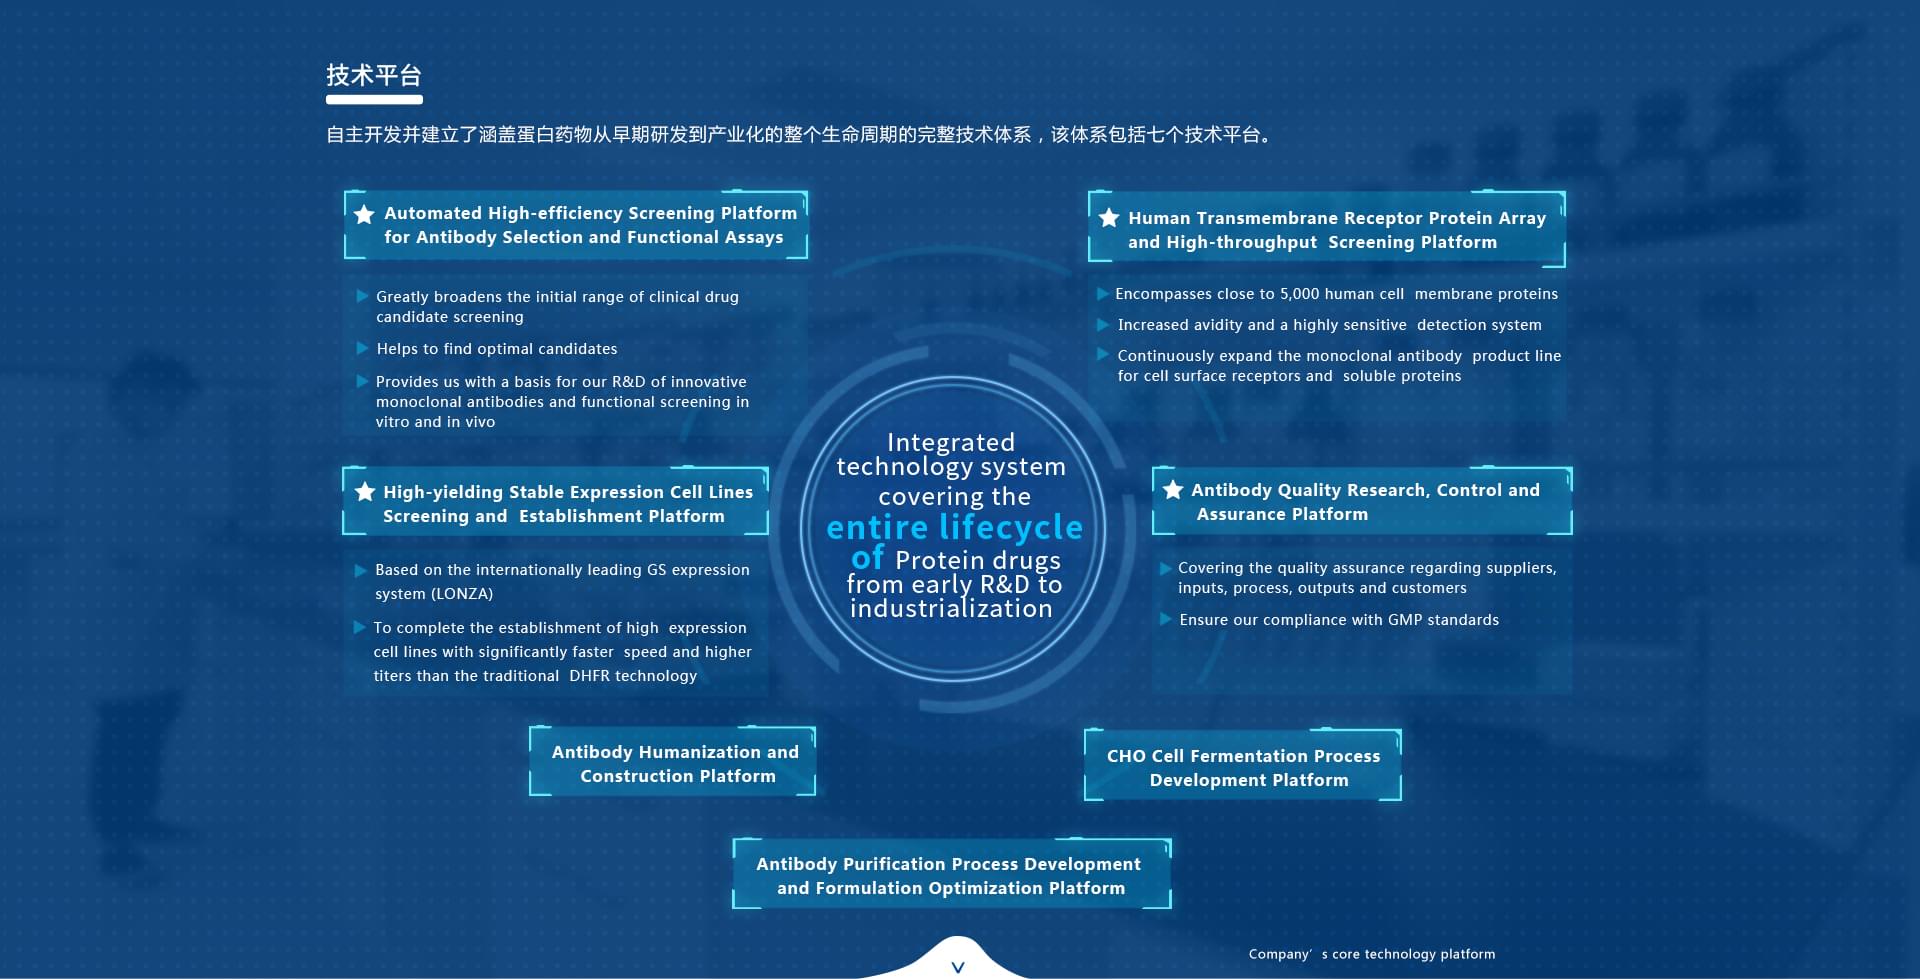 技术平台
自主开发并建立了涵盖蛋白药物从早期研发到产业化的整个生命周期的完整技术体系，该体系包括七个技术平台。
Automated High-efficiency Screening Platform
for Antibody Selection and Functional Assays
Greatly broadens the initial range of clinical drug
candidate screening
Helps to find optimal candidates
Provides us with a basis for our R&D of innovative
monoclonal antibodies and functional screening in
vitro and in vivo
Human Transmembrane Receptor Protein Array
and High-throughput Screening Platform
Encompasses close to 5,000 human cell membrane proteins
Increased avidity and a highly sensitive detection system
Continuously expand the monoclonal antibody product line
for cell surface receptors and soluble proteins
Integrated
technology system
covering the
entire lifecycle
of Protein drugs
from early R&D to
industrialization
High-yielding Stable Expression Cell Lines
Screening and Establishment Platform
Based on the internationally leading GS expression
system (LONZA)
To complete the establishment of high expression
cell lines with significantly faster speed and higher
titers than the traditional DHFR technology
Antibody Quality Research, Control and
Assurance Platform
Covering the quality assurance regarding suppliers,
inputs, process, outputs and customers
Ensure our compliance with GMP standards
Antibody Humanization and
Construction Platform
CHO Cell Fermentation Process
Development Platform
Antibody Purification Process Development
and Formulation Optimization Platform
Company’s core technology platform